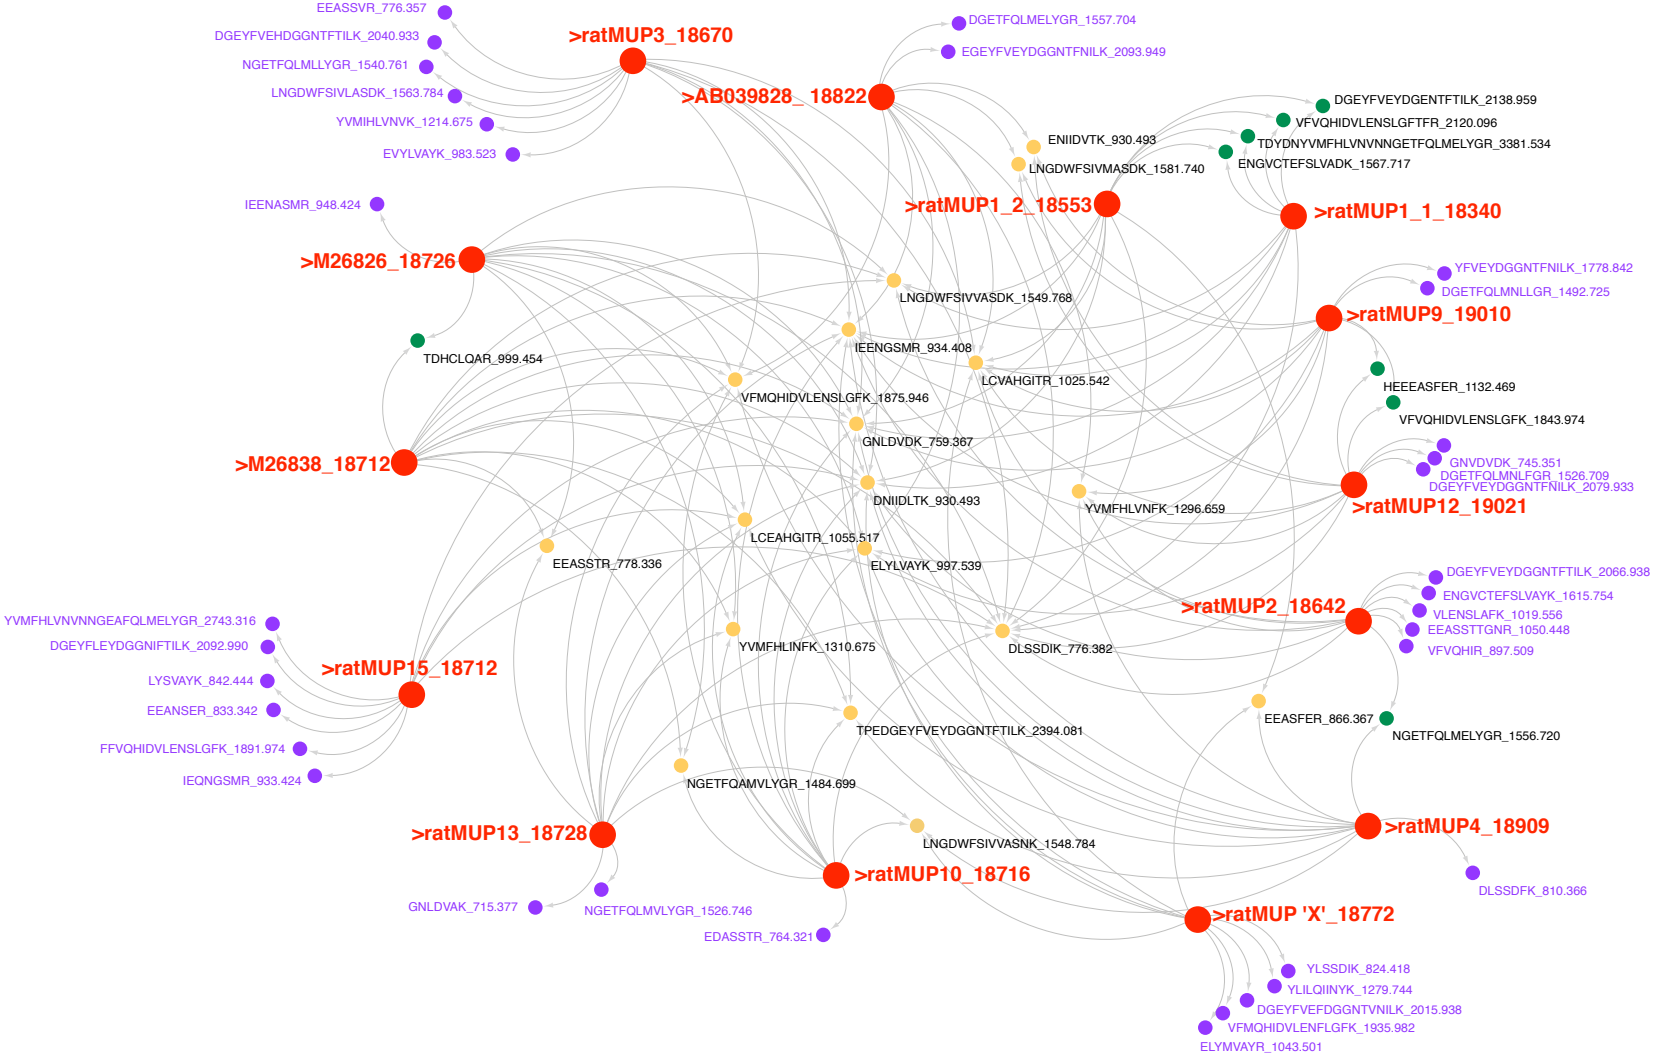 EEASSVR_776.357
DGEYFVEHDGGNTFTILK_2040.933
NGETFQLMLLYGR_1540.761
LNGDWFSIVLASDK_1563.784
YVMIHLVNVK_1214.675
EVYLVAYK_983.523
>ratMUP3_18670
DGETFQLMELYGR_1557.704
EGEYFVEYDGGNTFNILK_2093.949
>AB039828_ 18822
ENIIDVTK_930.493
LNGDWFSIVMASDK_1581.740
DGEYFVEYDGENTFTILK_2138.959
VFVQHIDVLENSLGFTFR_2120.096
TDYDNYVMFHLVNVNNGETFQLMELYGR_3381.534
ENGVCTEFSLVADK_1567.717
>ratMUP1_2_18553
>ratMUP1_1_18340
IEENASMR_948.424
>M26826_18726
YFVEYDGGNTFNILK_1778.842
DGETFQLMNLLGR_1492.725
>ratMUP9_19010
LNGDWFSIVVASDK_1549.768
IEENGSMR_934.408
TDHCLQAR_999.454
LCVAHGITR_1025.542
HEEEASFER_1132.469
VFMQHIDVLENSLGFK_1875.946
VFVQHIDVLENSLGFK_1843.974
GNLDVDK_759.367
>M26838_18712
GNVDVDK_745.351
DGETFQLMNLFGR_1526.709
DGEYFVEYDGGNTFNILK_2079.933
>ratMUP12_19021
DNIIDLTK_930.493
YVMFHLVNFK_1296.659
LCEAHGITR_1055.517
EEASSTR_778.336
ELYLVAYK_997.539
DGEYFVEYDGGNTFTILK_2066.938
ENGVCTEFSLVAYK_1615.754
VLENSLAFK_1019.556
EEASSTTGNR_1050.448
VFVQHIR_897.509
>ratMUP2_18642
YVMFHLVNVNNGEAFQLMELYGR_2743.316
DGEYFLEYDGGNIFTILK_2092.990
LYSVAYK_842.444
EEANSER_833.342
FFVQHIDVLENSLGFK_1891.974
IEQNGSMR_933.424
>ratMUP15_18712
YVMFHLINFK_1310.675
DLSSDIK_776.382
EEASFER_866.367
NGETFQLMELYGR_1556.720
TPEDGEYFVEYDGGNTFTILK_2394.081
NGETFQAMVLYGR_1484.699
>ratMUP13_18728
LNGDWFSIVVASNK_1548.784
>ratMUP4_18909
>ratMUP10_18716
DLSSDFK_810.366
GNLDVAK_715.377
NGETFQLMVLYGR_1526.746
EDASSTR_764.321
>ratMUP 'X'_18772
YLSSDIK_824.418
YLILQIINYK_1279.744
DGEYFVEFDGGNTVNILK_2015.938
VFMQHIDVLENFLGFK_1935.982
ELYMVAYR_1043.501